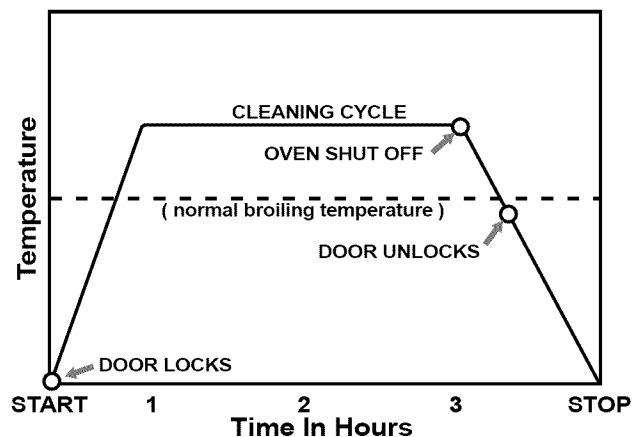 CLEANING CYCLE
OVEN SHUT OFF
( normal broiling temperature )
DOOR UNLOCKS
DOOR LOCKS
Temperature
START 1 2 3 STOP
Time In Hours